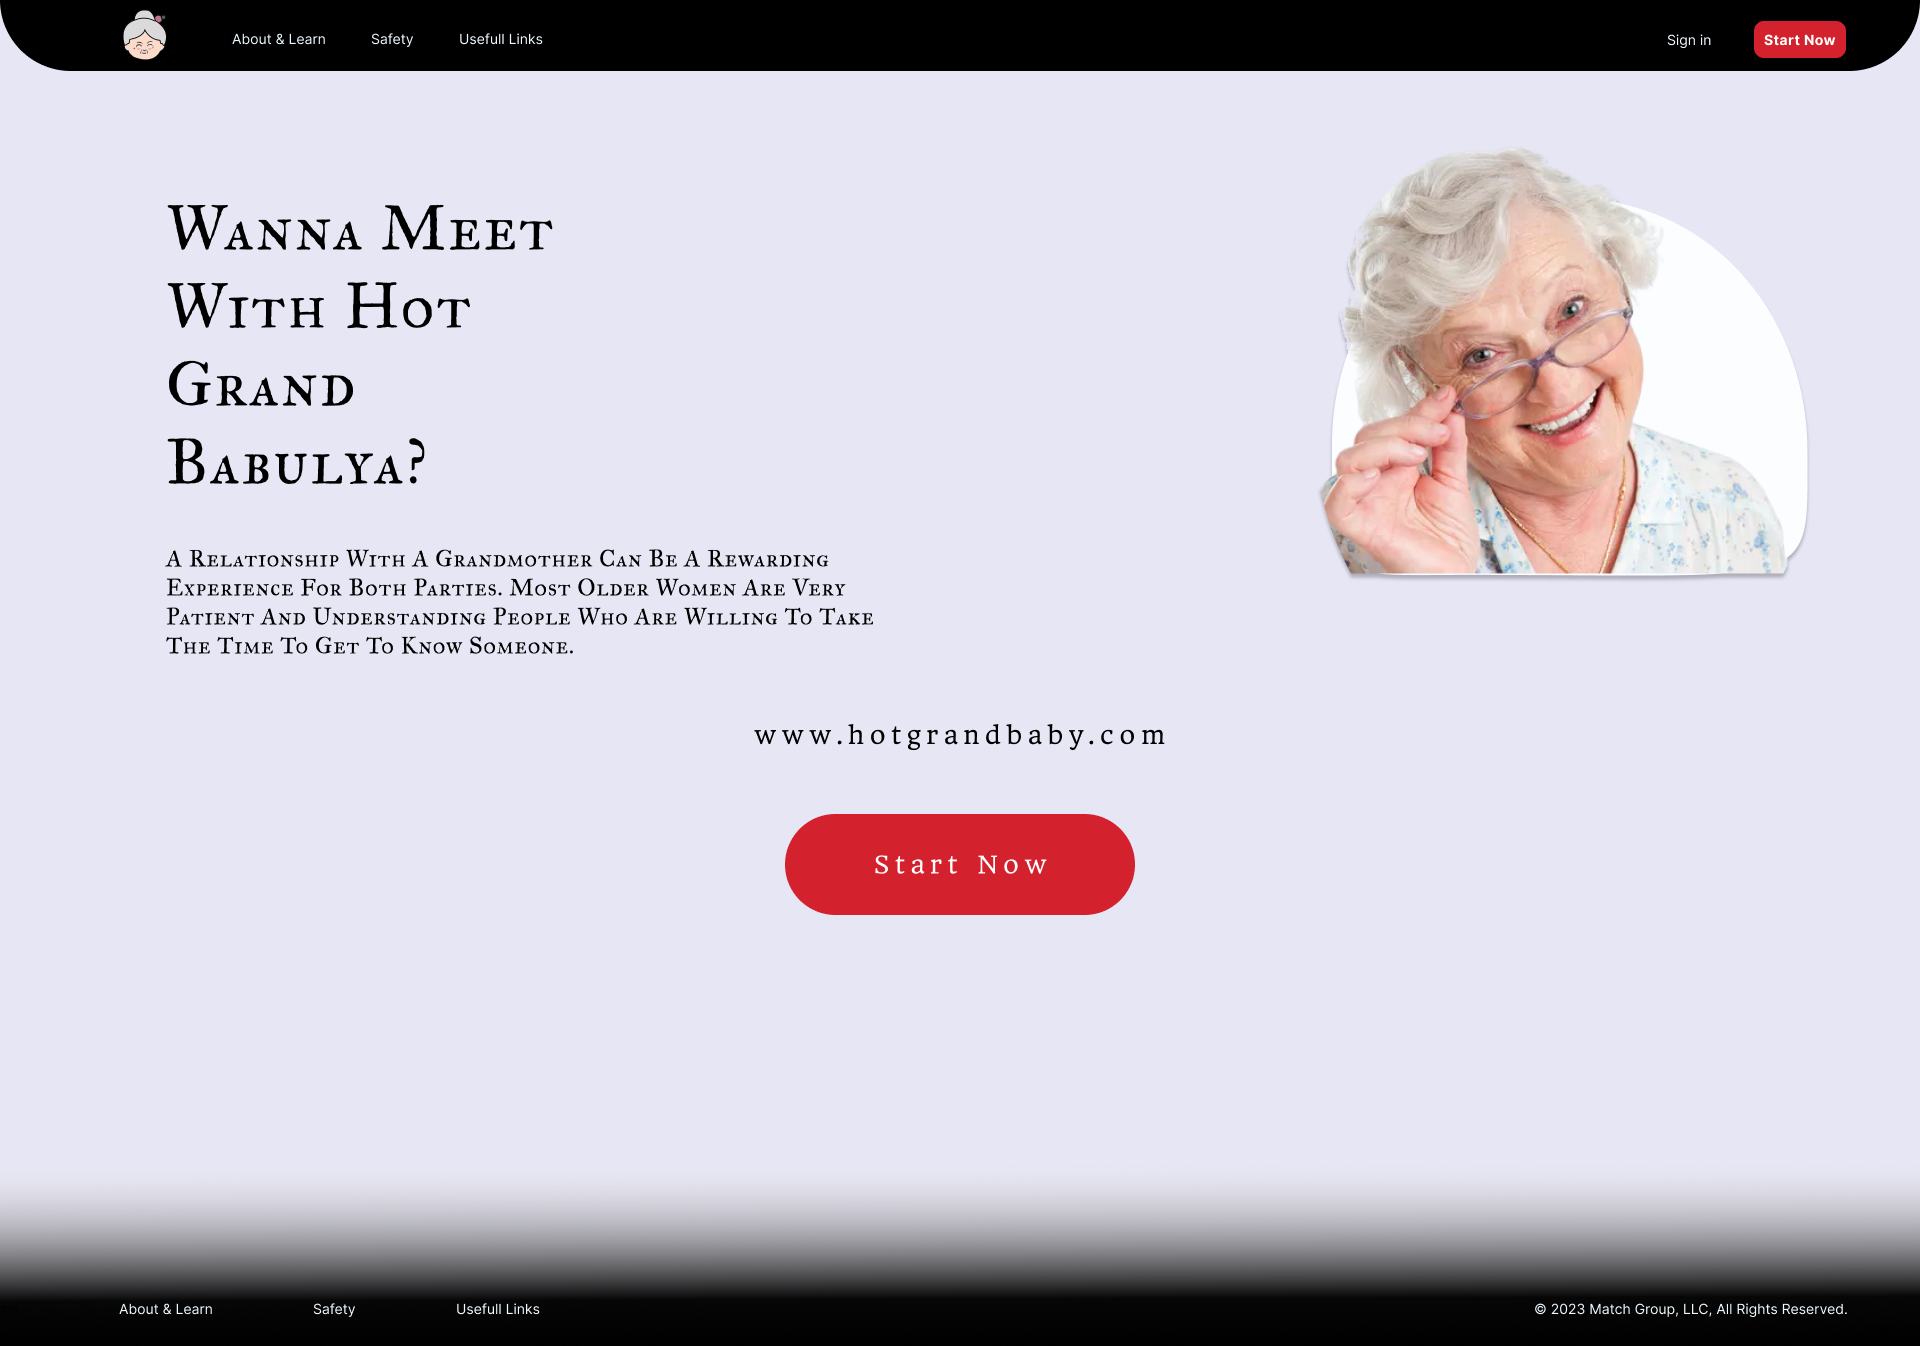 About & Learn
Safety
Usefull Links
Sign in
Start Now
Wanna Meet
With Hot
Grand
Babulya?
A Relationship With A Grandmother Can Be A Rewarding
Experience For Both Parties. Most Older Women Are Very
Patient And Understanding People Who Are Willing To Take
The Time To Get To Know Someone.
www.hotgrandbaby.com
Start Now
About & Learn
Safety
Usefull Links
© 2023 Match Group, LLC, All Rights Reserved.